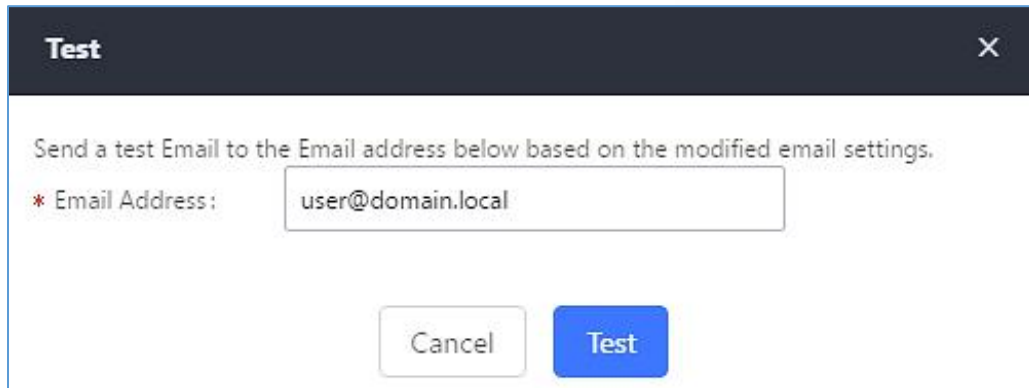 Test
Send a test Email to the Email address below based on the modified email settings.
* Email Address: user@domain.local
Cancel Test